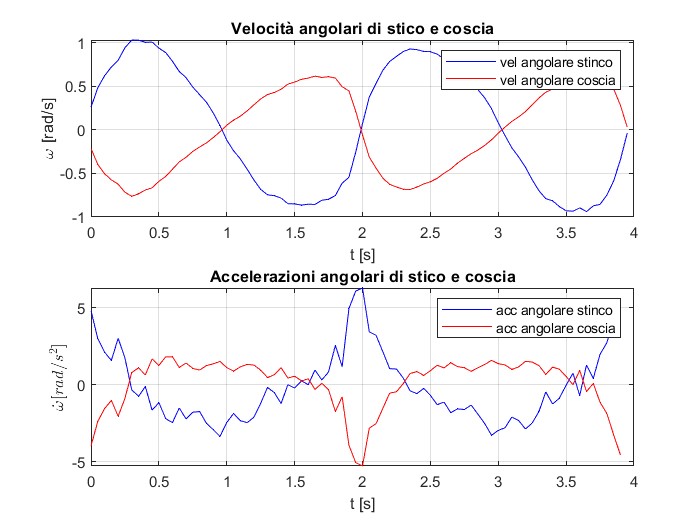 Velocità angolari di stico e coscia
1
0.5
0
-0.5
-1
ω [rad/s]
vel angolare stinco
vel angolare coscia
0 0.5 1 1.5 2 2.5 3 3.5 4
t [s]
Accelerazioni angolari di stico e coscia
5
0
-5
ω̇[rad/s²]
acc angolare stinco
acc angolare coscia
0 0.5 1 1.5 2 2.5 3 3.5 4
t [s]